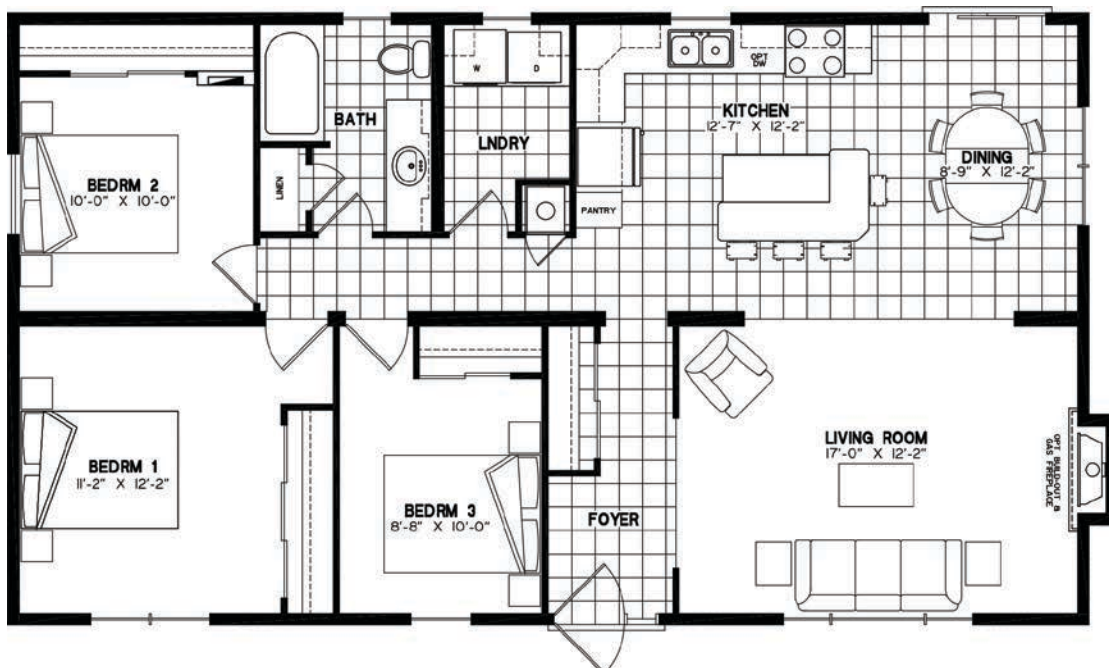 W
D
OPT
DW
BATH
LNDRY
KITCHEN
12'-7" X 12'-2"
DINING
8'-9" X 12'-2"
BEDRM 2
10'-0" X 10'-0"
LINEN
PANTRY
BEDRM 1
11'-2" X 12'-2"
BEDRM 3
8'-8" X 10'-0"
FOYER
LIVING ROOM
17'-0" X 12'-2"
OPT BUILD-OUT &
GAS FIREPLACE